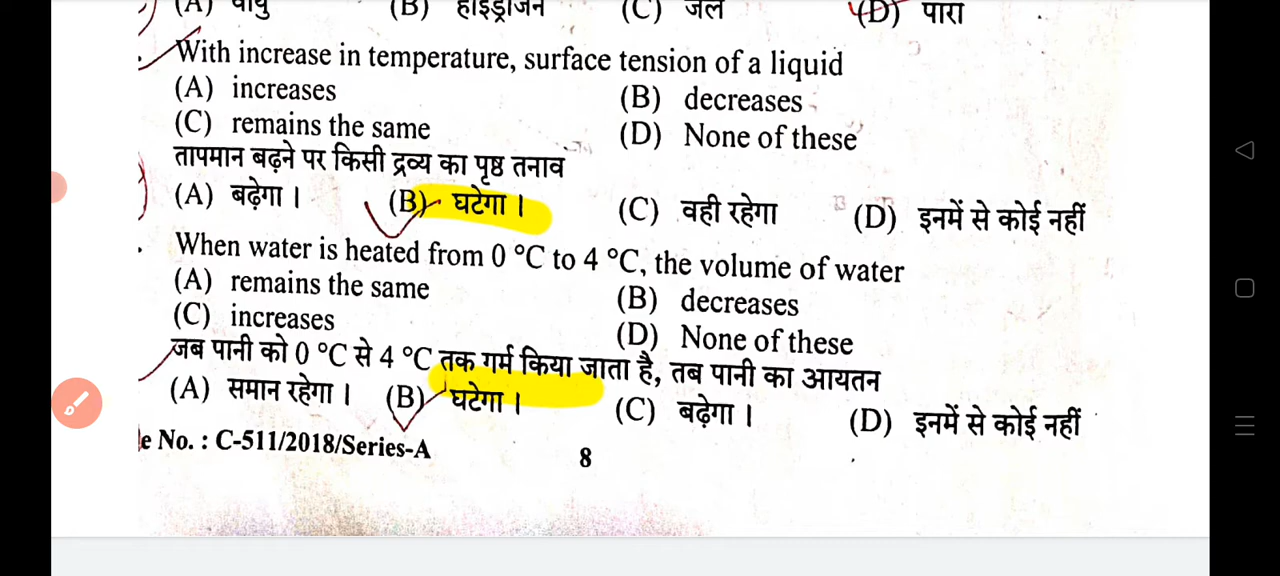 (A) वायु (B) हाइड्रोजन (C) जल (D) पारा
With increase in temperature, surface tension of a liquid
(A) increases (B) decreases
(C) remains the same (D) None of these
तापमान बढ़ने पर किसी द्रव्य का पृष्ठ तनाव
(A) बढ़ेगा । (B) घटेगा । (C) वही रहेगा (D) इनमें से कोई नहीं
When water is heated from 0 °C to 4 °C, the volume of water
(A) remains the same (B) decreases
(C) increases (D) None of these
जब पानी को 0 °C से 4 °C तक गर्म किया जाता है, तब पानी का आयतन
(A) समान रहेगा । (B) घटेगा । (C) बढ़ेगा । (D) इनमें से कोई नहीं
e No. : C-511/2018/Series-A 8